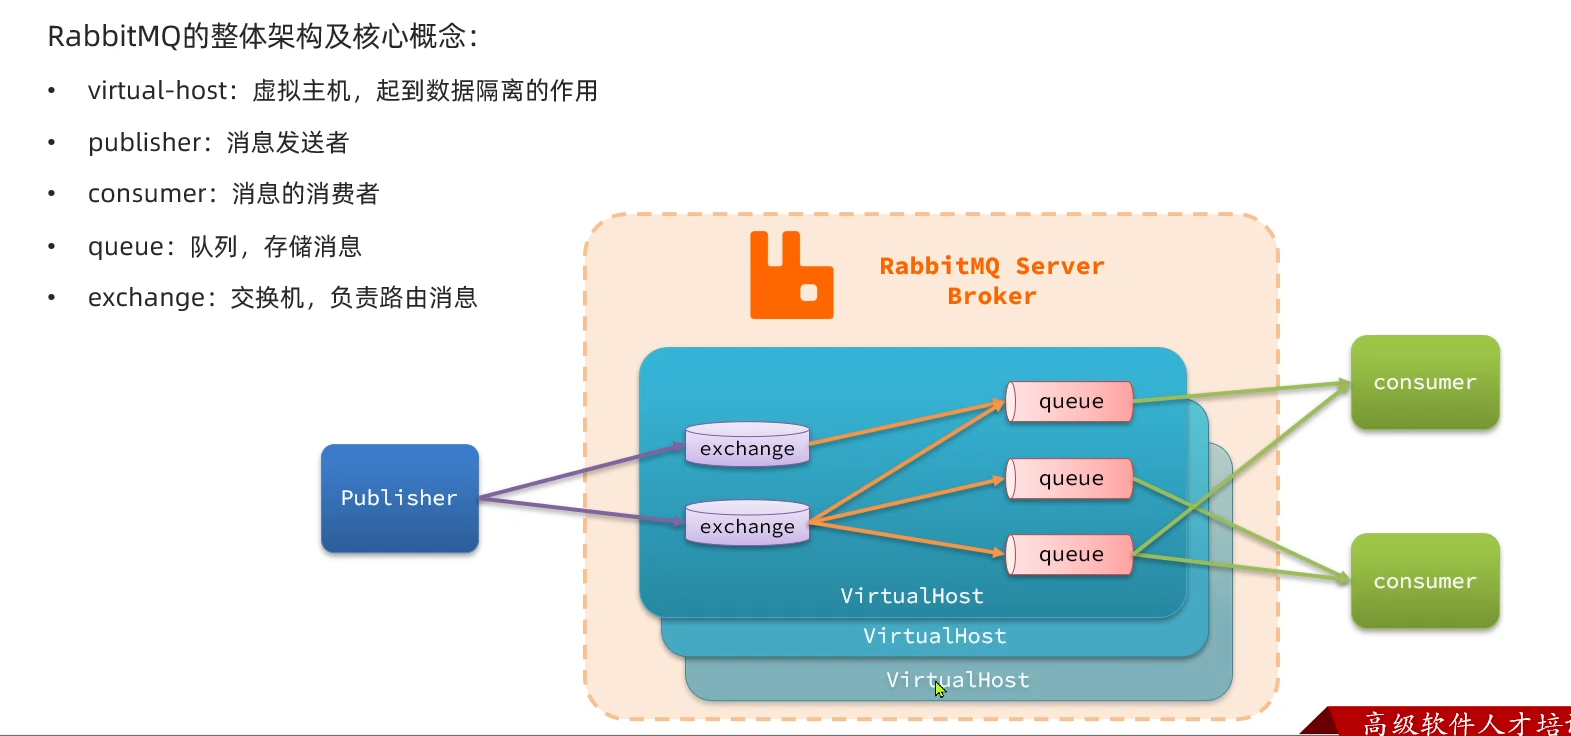 RabbitMQ的整体架构及核心概念：
• virtual-host：虚拟主机，起到数据隔离的作用
• publisher：消息发送者
• consumer：消息的消费者
• queue：队列，存储消息
• exchange：交换机，负责路由消息
RabbitMQ Server
Broker
Publisher
exchange
exchange
queue
queue
queue
VirtualHost
VirtualHost
VirtualHost
consumer
consumer
高级软件人才培